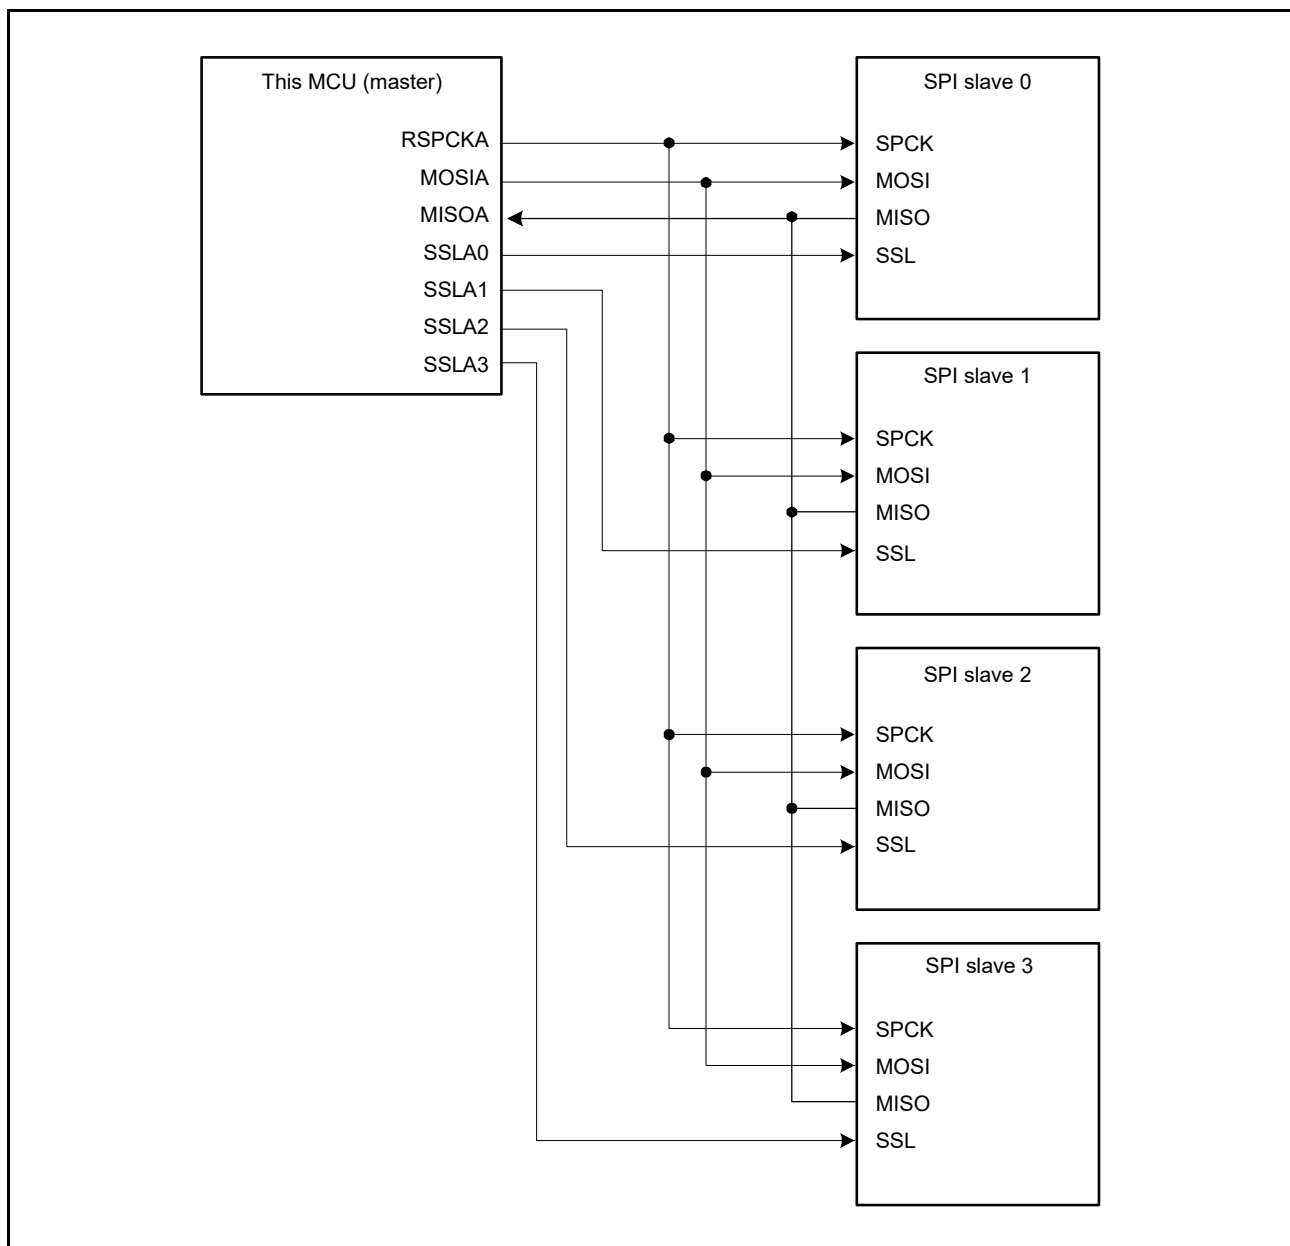 This MCU (master)
RSPCKA
MOSIA
MISOA
SSLA0
SSLA1
SSLA2
SSLA3
SPI slave 0
SPCK
MOSI
MISO
SSL
SPI slave 1
SPCK
MOSI
MISO
SSL
SPI slave 2
SPCK
MOSI
MISO
SSL
SPI slave 3
SPCK
MOSI
MISO
SSL